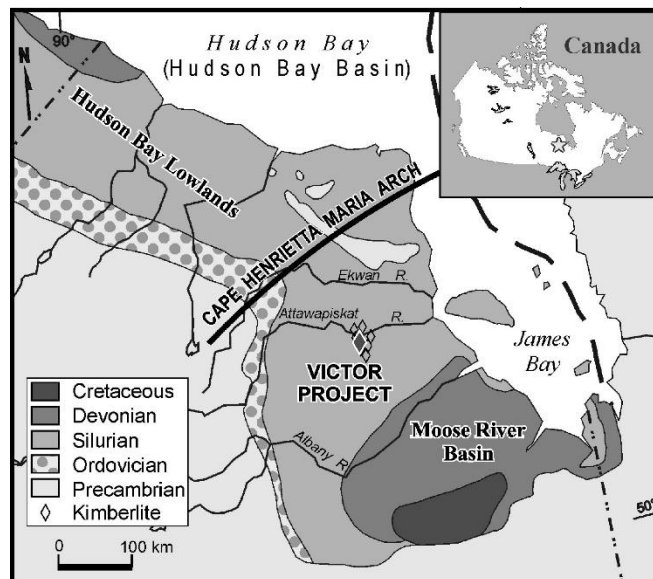 90°
Hudson Bay
(Hudson Bay Basin)
Canada
N
Hudson Bay Lowlands
CAPE HENRIETTA MARIA ARCH
Ekwan R.
Attawapiskat R.
VICTOR
PROJECT
James
Bay
Albany R.
Moose River
Basin
50°
Cretaceous
Devonian
Silurian
Ordovician
Precambrian
Kimberlite
0 100 km